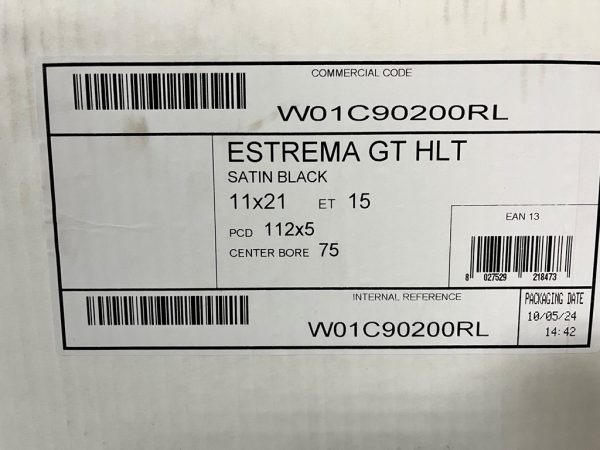 COMMERCIAL CODE
W01C90200RL
ESTREMA GT HLT
SATIN BLACK
11x21 ET 15
PCD 112x5
CENTER BORE 75
EAN 13
8 027529 218473
INTERNAL REFERENCE
W01C90200RL
PACKAGING DATE
10/05/24
14:42